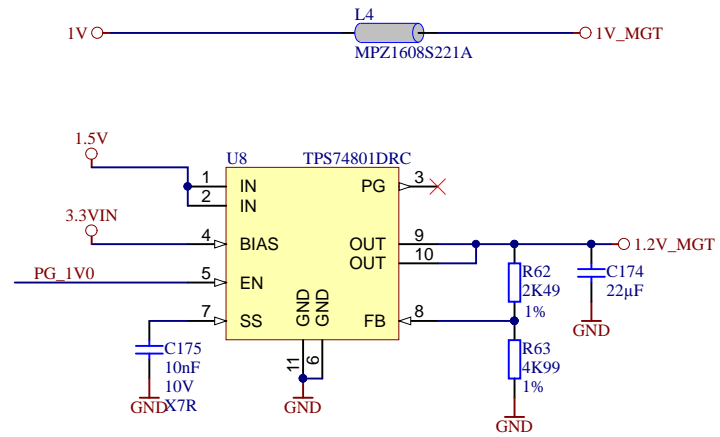 L4
1V
1V_MGT
MPZ1608S221A
1.5V
U8
TPS74801DRC
1
IN
PG
3
2
IN
3.3VIN
4
BIAS
OUT
9
1.2V_MGT
OUT
10
PG_1V0
5
EN
R62
2K49
1%
C174
22µF
GND
7
SS
GND
GND
FB
8
C175
10nF
10V
X7R
GND
11
6
GND
R63
4K99
1%
GND